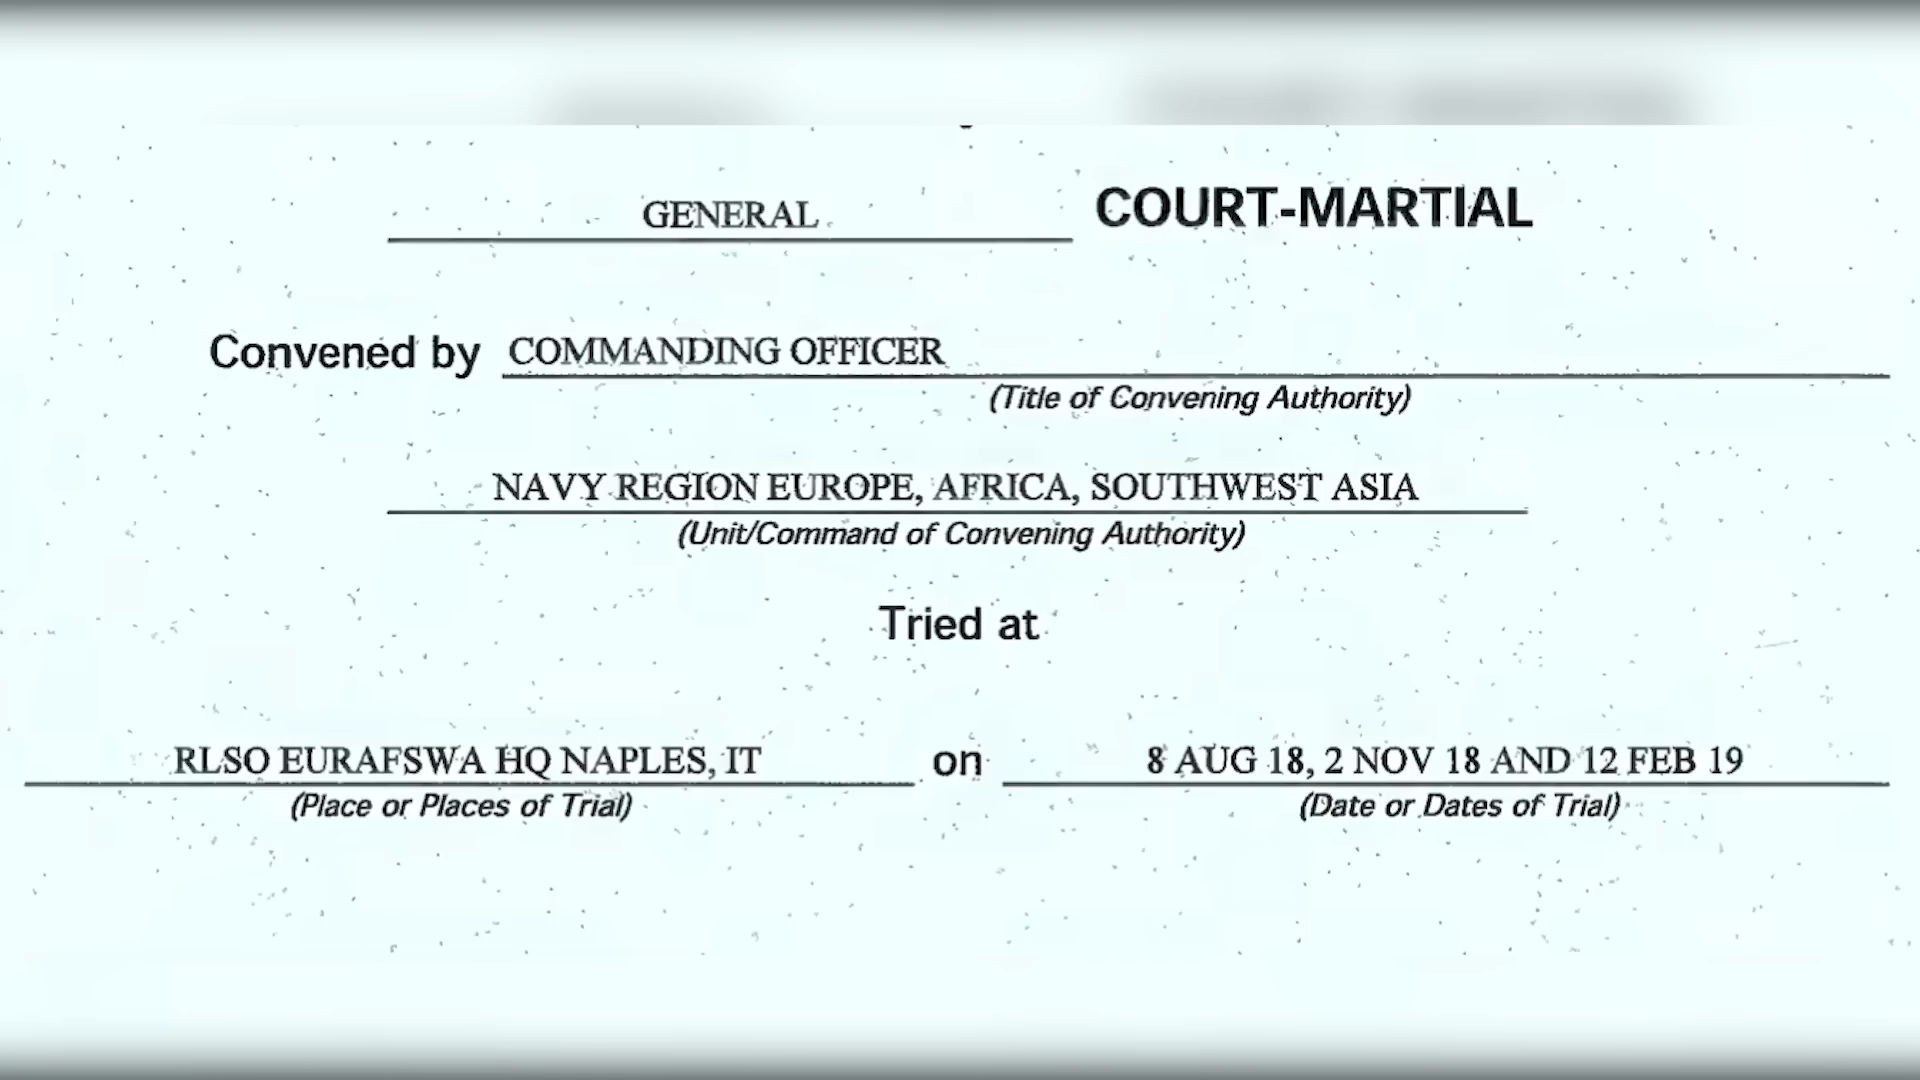 GENERAL COURT-MARTIAL
Convened by COMMANDING OFFICER
(Title of Convening Authority)
NAVY REGION EUROPE, AFRICA, SOUTHWEST ASIA
(Unit/Command of Convening Authority)
Tried at
RLSO EURAFSWA HQ NAPLES, IT on 8 AUG 18, 2 NOV 18 AND 12 FEB 19
(Place or Places of Trial) (Date or Dates of Trial)